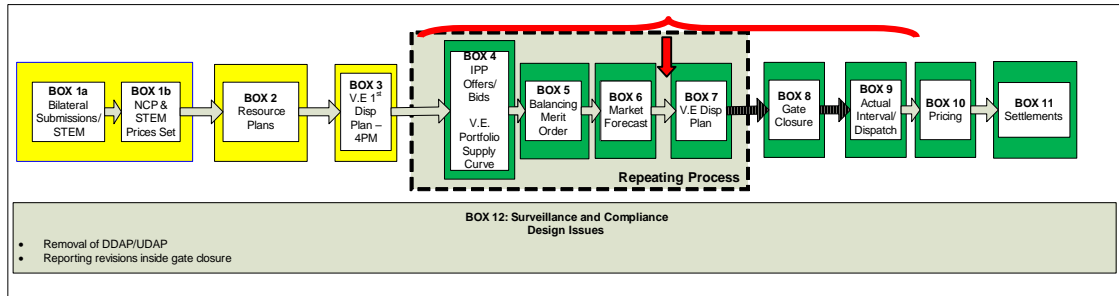 BOX 1a
Bilateral
Submissions/
STEM
BOX 1b
NCP &
STEM
Prices Set
BOX 2
Resource
Plans
BOX 3
V.E 1st
Disp
Plan –
4PM
BOX 4
IPP
Offers/
Bids
V.E.
Portfolio
Supply
Curve
BOX 5
Balancing
Merit
Order
BOX 6
Market
Forecast
BOX 7
V.E Disp
Plan
BOX 8
Gate
Closure
BOX 9
Actual
Interval/
Dispatch
BOX 10
Pricing
BOX 11
Settlements
Repeating Process
BOX 12: Surveillance and Compliance
Design Issues
• Removal of DDAP/UDAP
• Reporting revisions inside gate closure